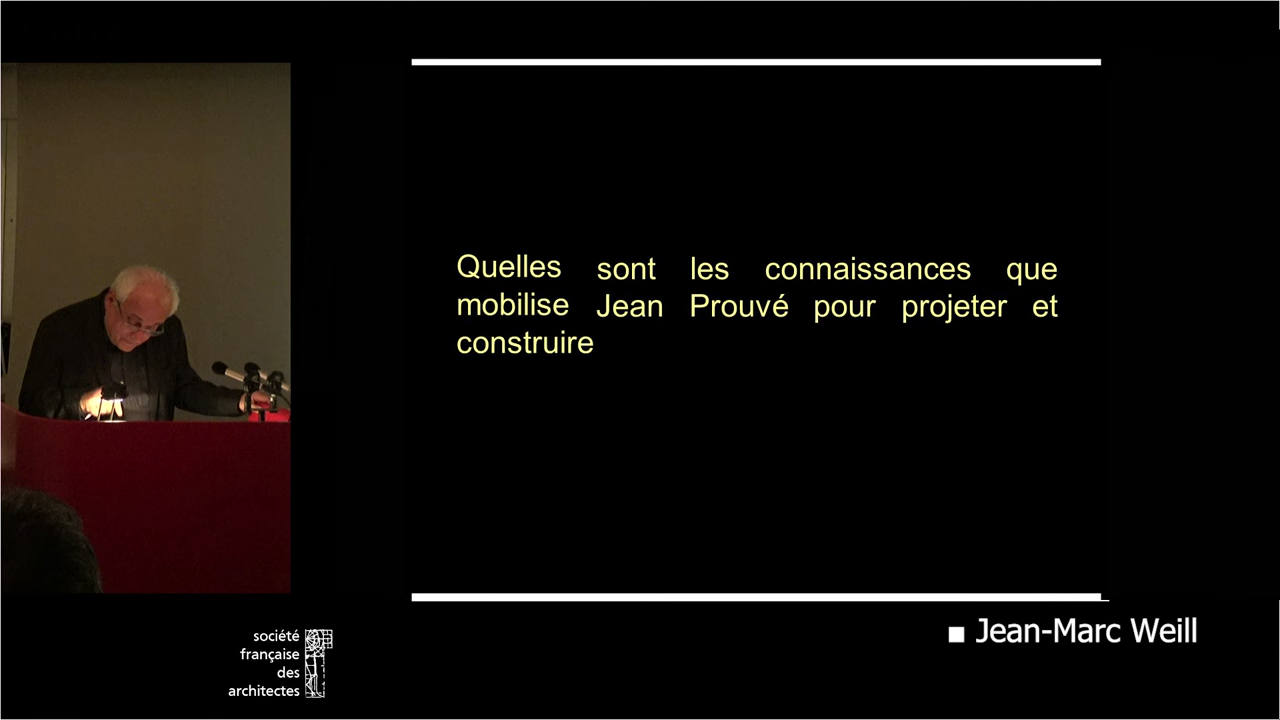 Quelles sont les connaissances que
mobilise Jean Prouvé pour projeter et
construire
Jean-Marc Weill
société
française
des
architectes